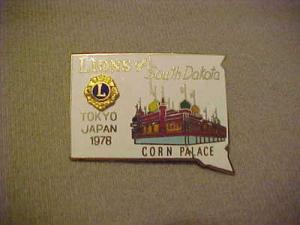 LIONS of South Dakota
L
TOKYO
JAPAN
1978
CORN PALACE